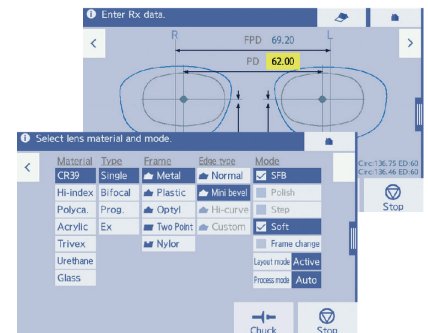 Enter Rx data.
R
L
FPD 69.20
PD 62.00
Circ:136.75 ED:60
Circ:136.46 ED:60
Stop
Select lens material and mode.
Material Type Frame Edge type Mode
CR39 Single Metal Normal SFB
Hi-index Bifocal Plastic Mini bevel Polish
Polyca. Prog. Optyl Hi-curve Step
Acrylic Ex Two Point Custom Soft
Trivex Nylor Frame change
Urethane Layout mode Active
Glass Process mode Auto
Chuck Stop